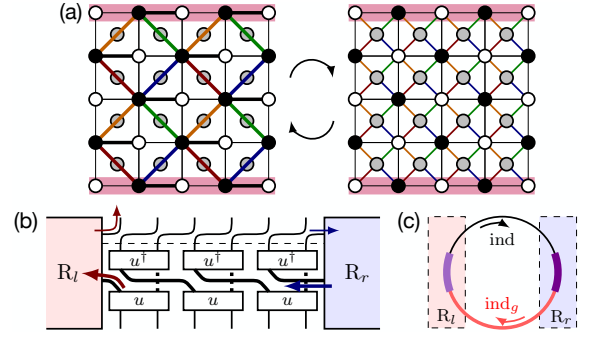 (a)
(b)
u† u† u†
R_l R_r
u u u
(c)
ind
ind_g
R_l R_r